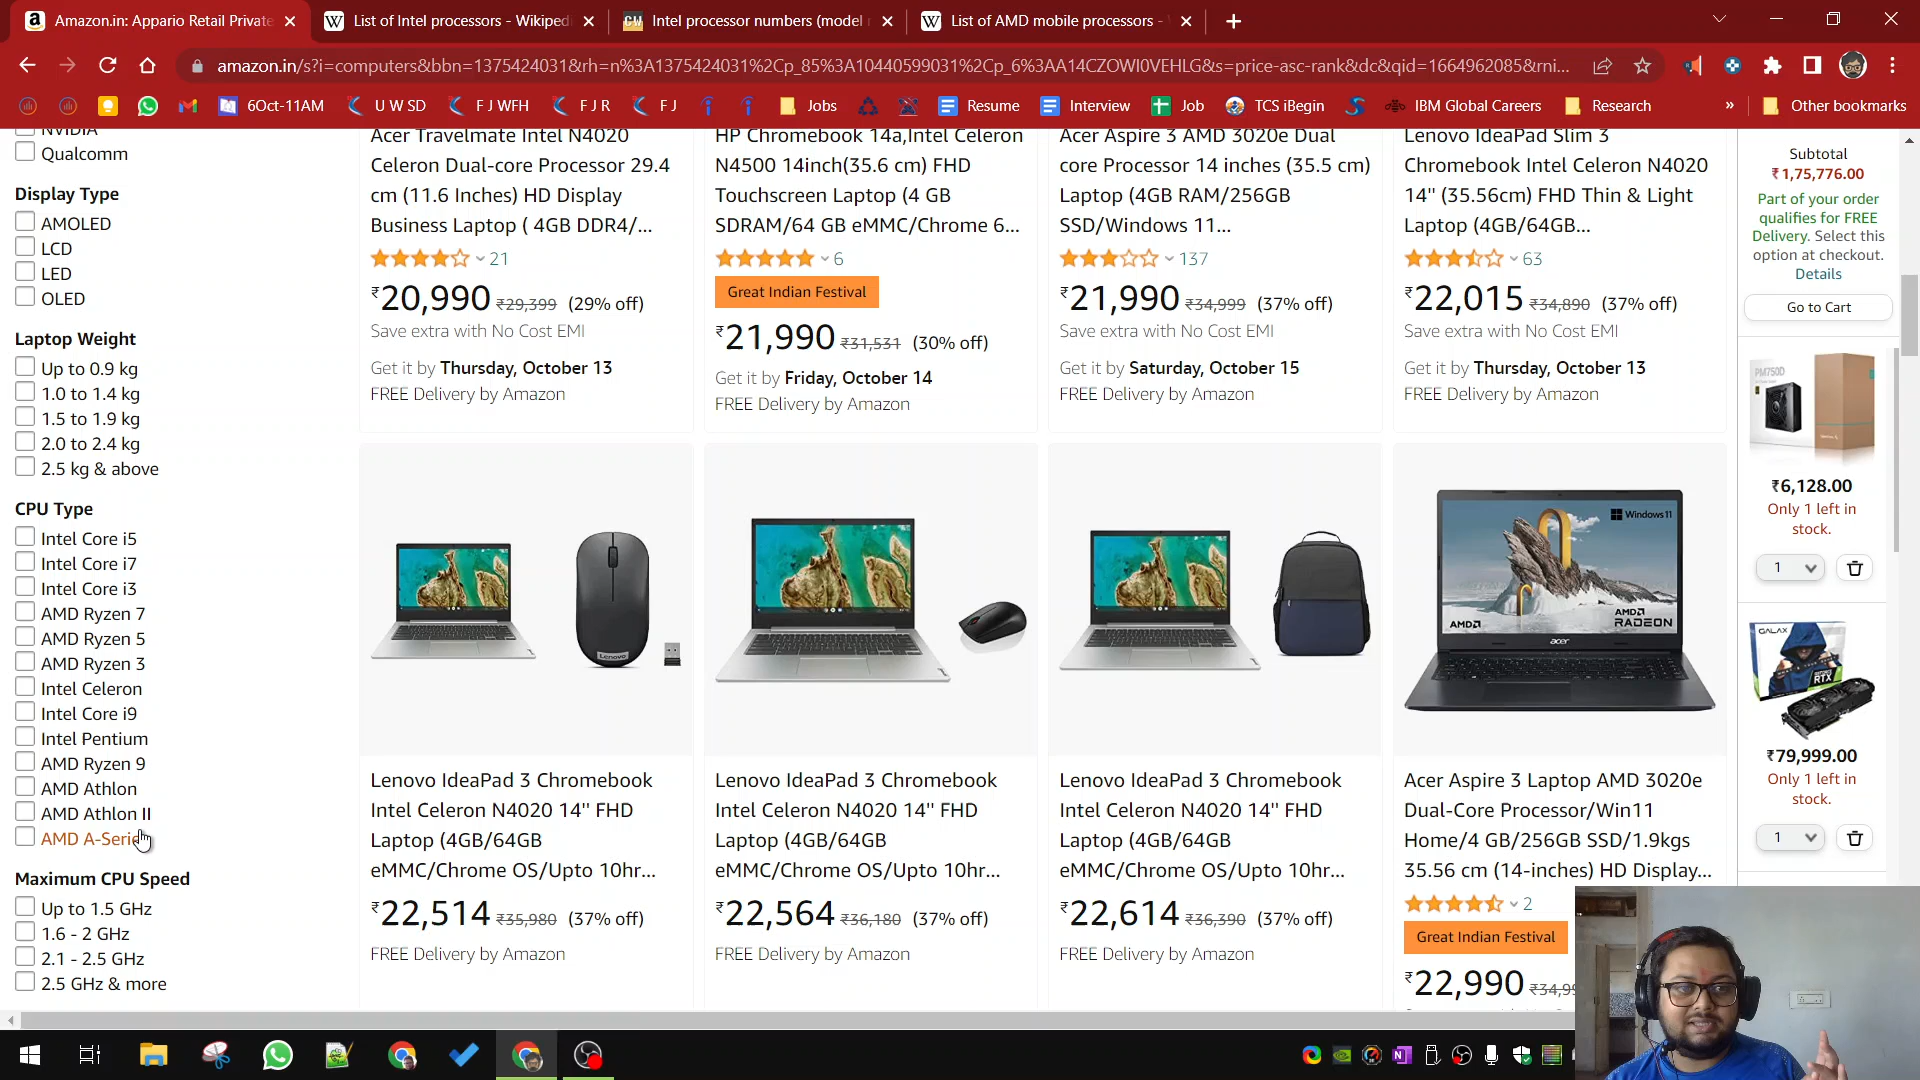 Amazon.in: Appario Retail Private
List of Intel processors - Wikiped
Intel processor numbers (model
List of AMD mobile processors -
amazon.in/s?i=computers&bbn=1375424031&rh=n%3A1375424031%2Cp_85%3A10440599031%2Cp_6%3AA14CZOWI0VEHLG&s=price-asc-rank&dc&qid=1664962085&rni...
6Oct-11AM
U W SD
F J WFH
F J R
F J
Jobs
Resume
Interview
Job
TCS iBegin
IBM Global Careers
Research
»
Other bookmarks
NVIDIA
Qualcomm
Display Type
AMOLED
LCD
LED
OLED
Laptop Weight
Up to 0.9 kg
1.0 to 1.4 kg
1.5 to 1.9 kg
2.0 to 2.4 kg
2.5 kg & above
CPU Type
Intel Core i5
Intel Core i7
Intel Core i3
AMD Ryzen 7
AMD Ryzen 5
AMD Ryzen 3
Intel Celeron
Intel Core i9
Intel Pentium
AMD Ryzen 9
AMD Athlon
AMD Athlon II
AMD A-Seri
Maximum CPU Speed
Up to 1.5 GHz
1.6 - 2 GHz
2.1 - 2.5 GHz
2.5 GHz & more
Acer Travelmate Intel N4020
Celeron Dual-core Processor 29.4
cm (11.6 Inches) HD Display
Business Laptop ( 4GB DDR4/...
21
₹20,990 ₹29,399 (29% off)
Save extra with No Cost EMI
Get it by Thursday, October 13
FREE Delivery by Amazon
HP Chromebook 14a,Intel Celeron
N4500 14inch(35.6 cm) FHD
Touchscreen Laptop (4 GB
SDRAM/64 GB eMMC/Chrome 6...
6
Great Indian Festival
₹21,990 ₹31,531 (30% off)
Get it by Friday, October 14
FREE Delivery by Amazon
Acer Aspire 3 AMD 3020e Dual
core Processor 14 inches (35.5 cm)
Laptop (4GB RAM/256GB
SSD/Windows 11...
137
₹21,990 ₹34,999 (37% off)
Save extra with No Cost EMI
Get it by Saturday, October 15
FREE Delivery by Amazon
Lenovo IdeaPad Slim 3
Chromebook Intel Celeron N4020
14" (35.56cm) FHD Thin & Light
Laptop (4GB/64GB...
63
₹22,015 ₹34,890 (37% off)
Save extra with No Cost EMI
Get it by Thursday, October 13
FREE Delivery by Amazon
Lenovo
Windows 11
AMD
AMD
RADEON
acer
Lenovo IdeaPad 3 Chromebook
Intel Celeron N4020 14'' FHD
Laptop (4GB/64GB
eMMC/Chrome OS/Upto 10hr...
₹22,514 ₹35,980 (37% off)
FREE Delivery by Amazon
Lenovo IdeaPad 3 Chromebook
Intel Celeron N4020 14'' FHD
Laptop (4GB/64GB
eMMC/Chrome OS/Upto 10hr...
₹22,564 ₹36,180 (37% off)
FREE Delivery by Amazon
Lenovo IdeaPad 3 Chromebook
Intel Celeron N4020 14'' FHD
Laptop (4GB/64GB
eMMC/Chrome OS/Upto 10hr...
₹22,614 ₹36,390 (37% off)
FREE Delivery by Amazon
Acer Aspire 3 Laptop AMD 3020e
Dual-Core Processor/Win11
Home/4 GB/256GB SSD/1.9kgs
35.56 cm (14-inches) HD Display...
2
Great Indian Festival
₹22,990 ₹34,99
Subtotal
₹1,75,776.00
Part of your order
qualifies for FREE
Delivery. Select this
option at checkout.
Details
Go to Cart
PM750D
₹6,128.00
Only 1 left in
stock.
1
GALAX
RTX
₹79,999.00
Only 1 left in
stock.
1